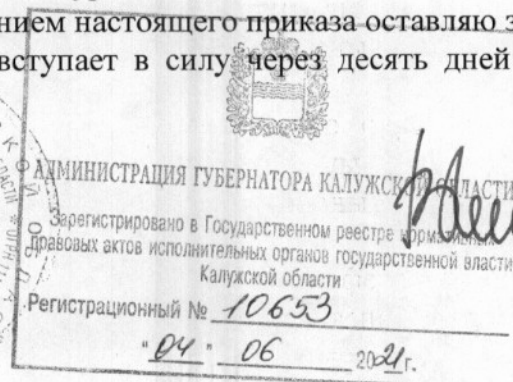 нием настоящего приказа оставляю з
вступает в силу через десять дней
АДМИНИСТРАЦИЯ ГУБЕРНАТОРА КАЛУЖСКОЙ ОБЛАСТИ
Зарегистрировано в Государственном реестре нормативных
правовых актов исполнительных органов государственной власти
Калужской области
Регистрационный № 10653
"04" 06 2021г.